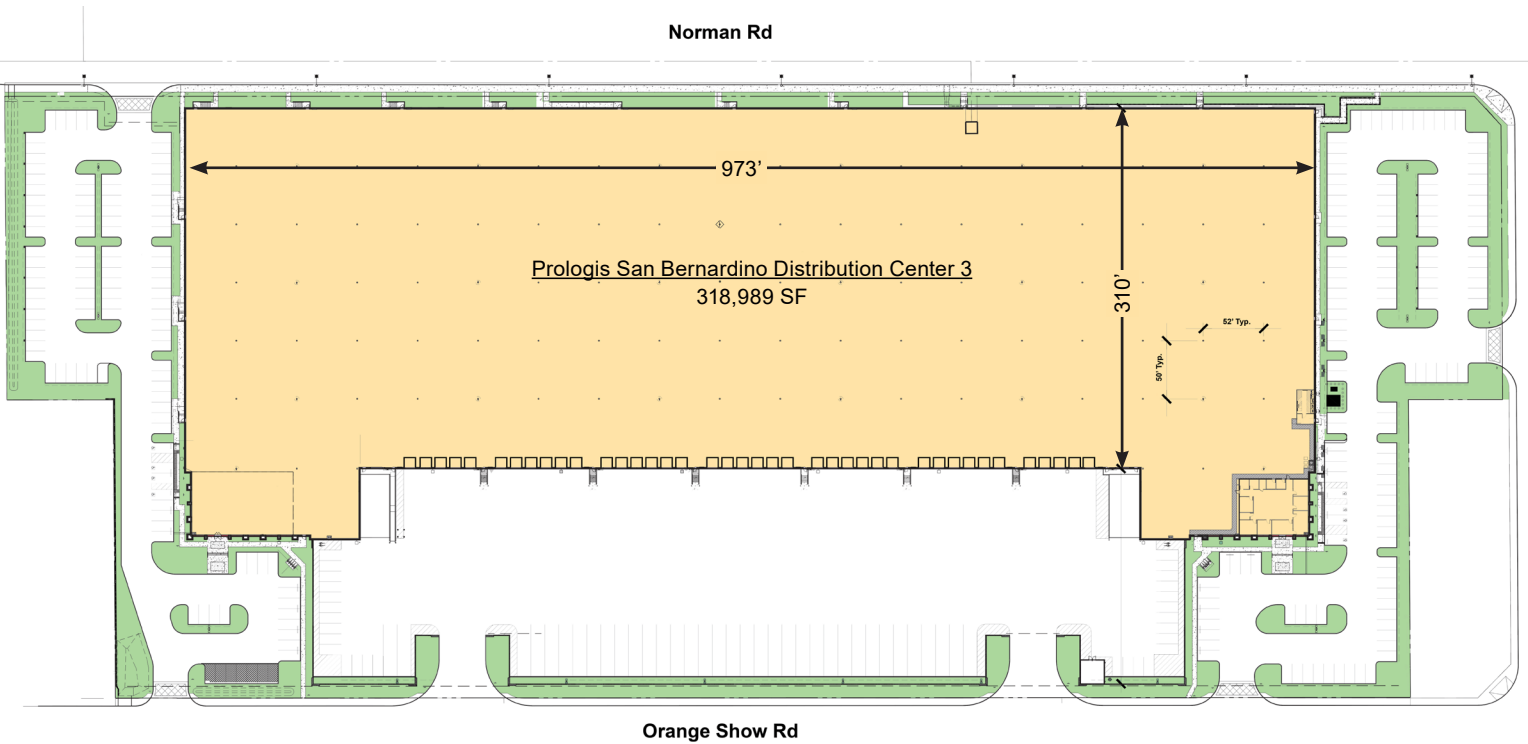 Norman Rd
973’
Prologis San Bernardino Distribution Center 3
318,989 SF
310’
52' Typ.
50' Typ.
Orange Show Rd